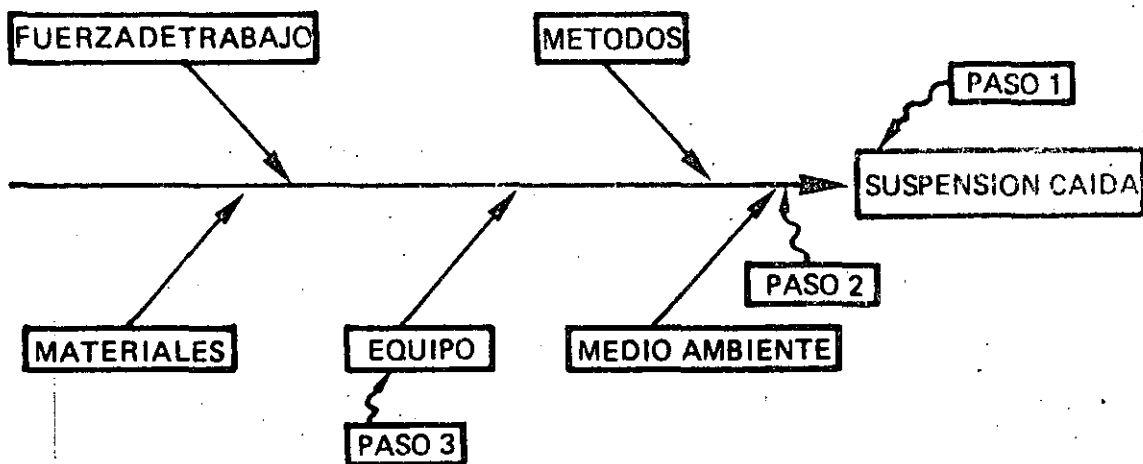 FUERZADETRABAJO
METODOS
PASO 1
SUSPENSION CAIDA
PASO 2
MATERIALES
EQUIPO
MEDIO AMBIENTE
PASO 3